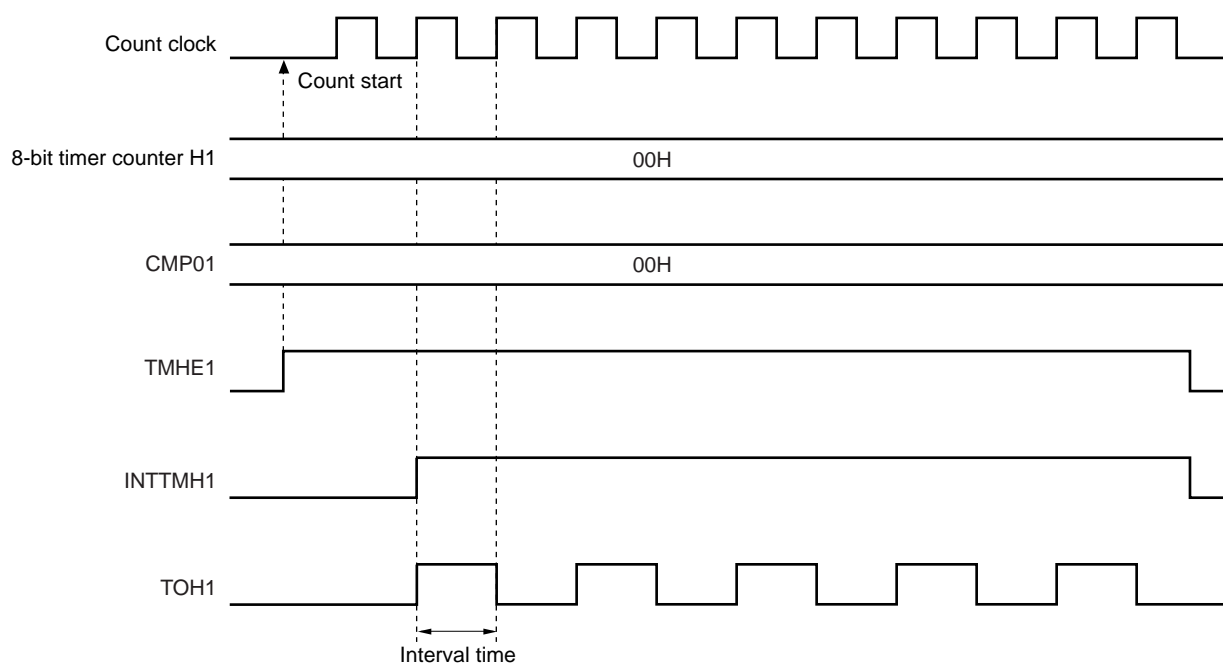 Count clock
Count start
8-bit timer counter H1
00H
CMP01
00H
TMHE1
INTTMH1
TOH1
Interval time